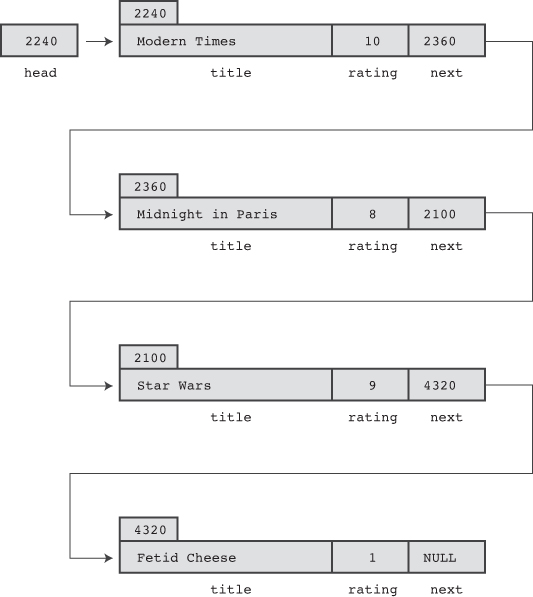 2240
2240 Modern Times 10 2360
head title rating next
2360
Midnight in Paris 8 2100
title rating next
2100
Star Wars 9 4320
title rating next
4320
Fetid Cheese 1 NULL
title rating next